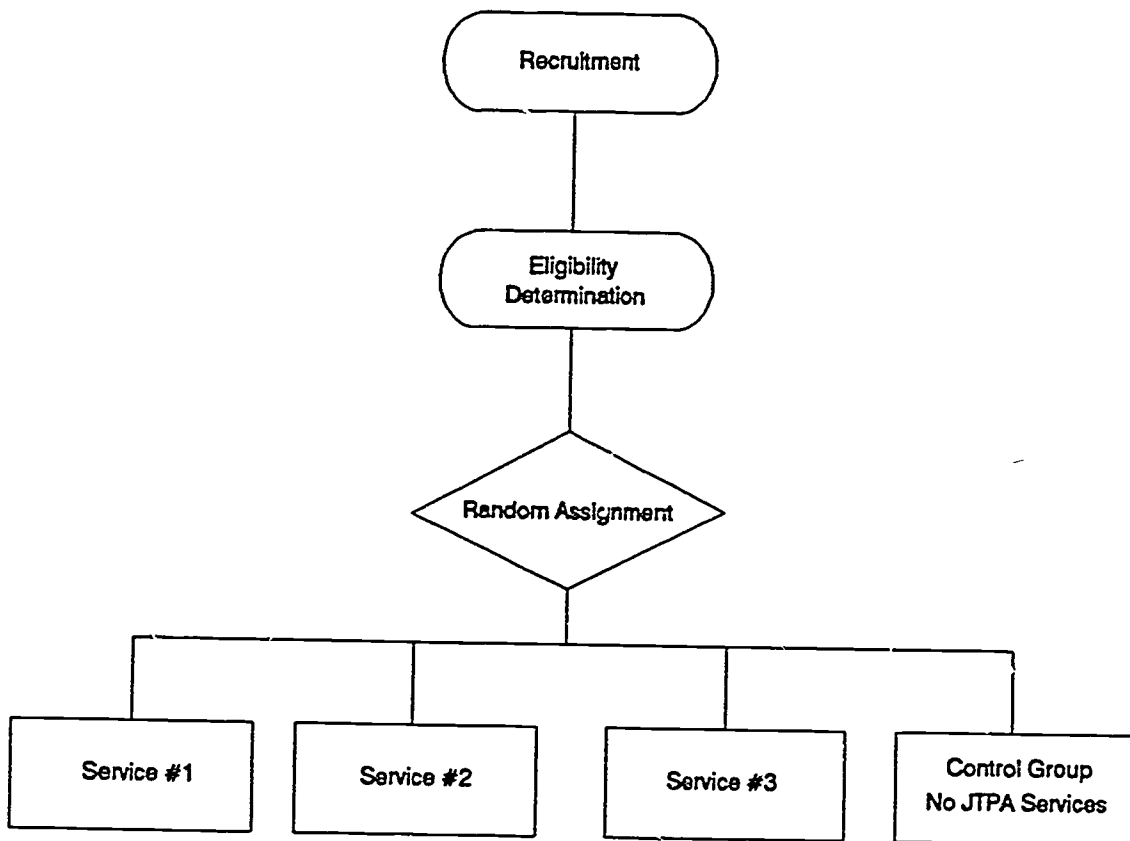 Recruitment
Eligibility
Determination
Random Assignment
Service #1
Service #2
Service #3
Control Group
No JTPA Services